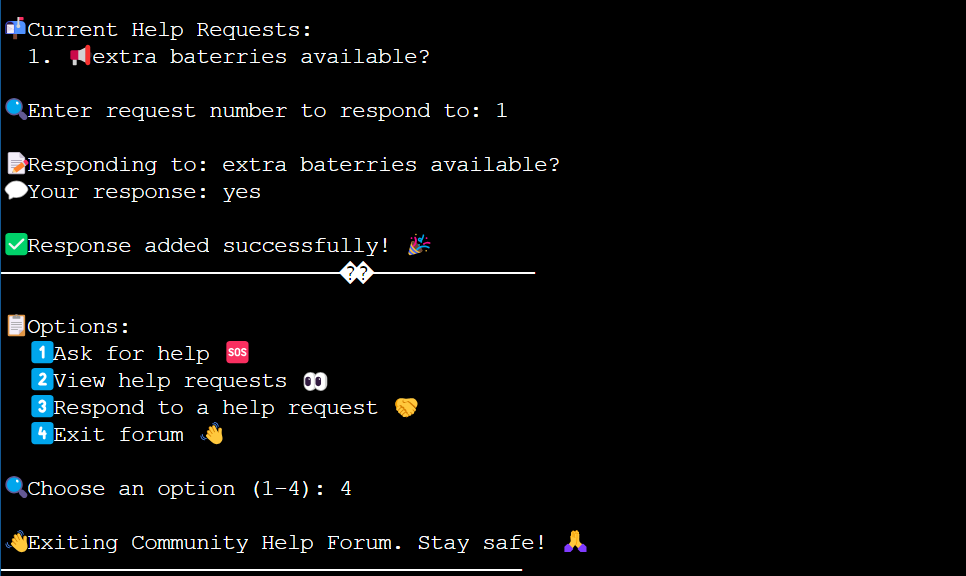 📬Current Help Requests:
1. 📢extra baterries available?
🔍Enter request number to respond to: 1
📝Responding to: extra baterries available?
💬Your response: yes
✅Response added successfully! 🎉
──────────��──────────
📋Options:
1️⃣Ask for help 🆘
2️⃣View help requests 👀
3️⃣Respond to a help request 🤝
4️⃣Exit forum 👋
🔍Choose an option (1-4): 4
👋Exiting Community Help Forum. Stay safe! 🙏